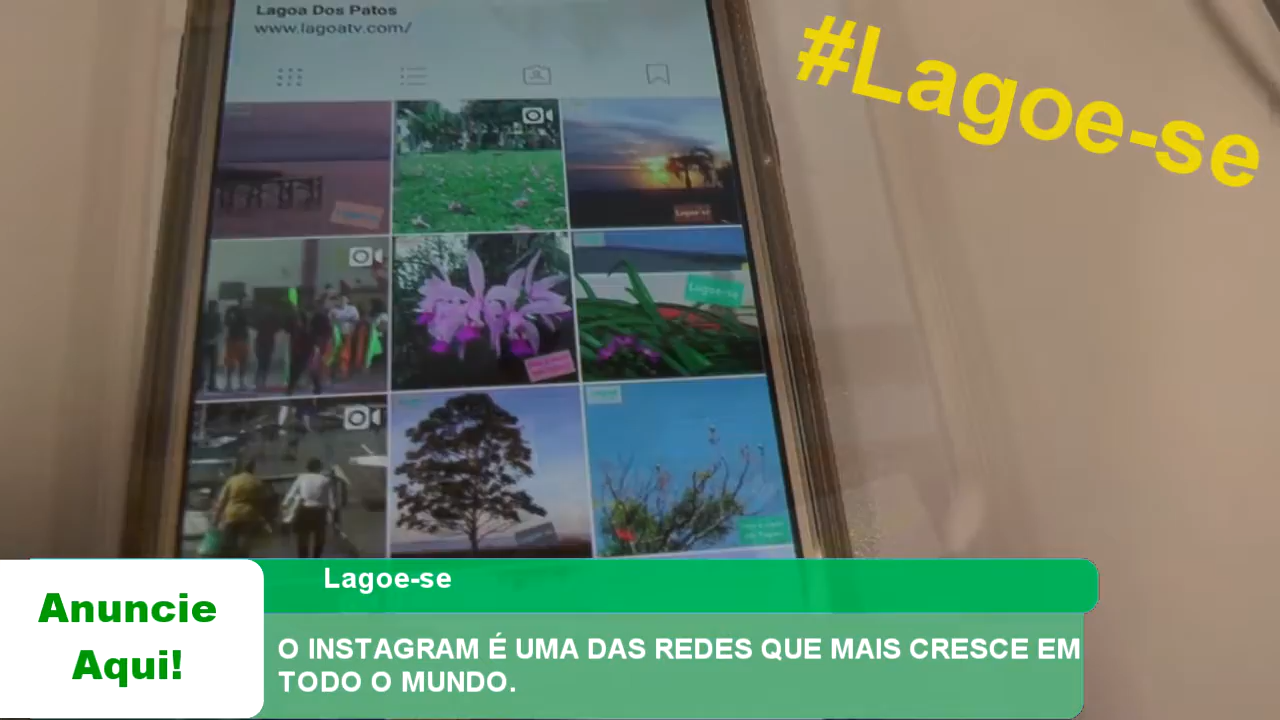 Lagoa Dos Patos
www.lagoatv.com/
#Lagoe-se
Lagoe-se
Lagoe-se
Anuncie
Aqui!
O INSTAGRAM É UMA DAS REDES QUE MAIS CRESCE EM
TODO O MUNDO.